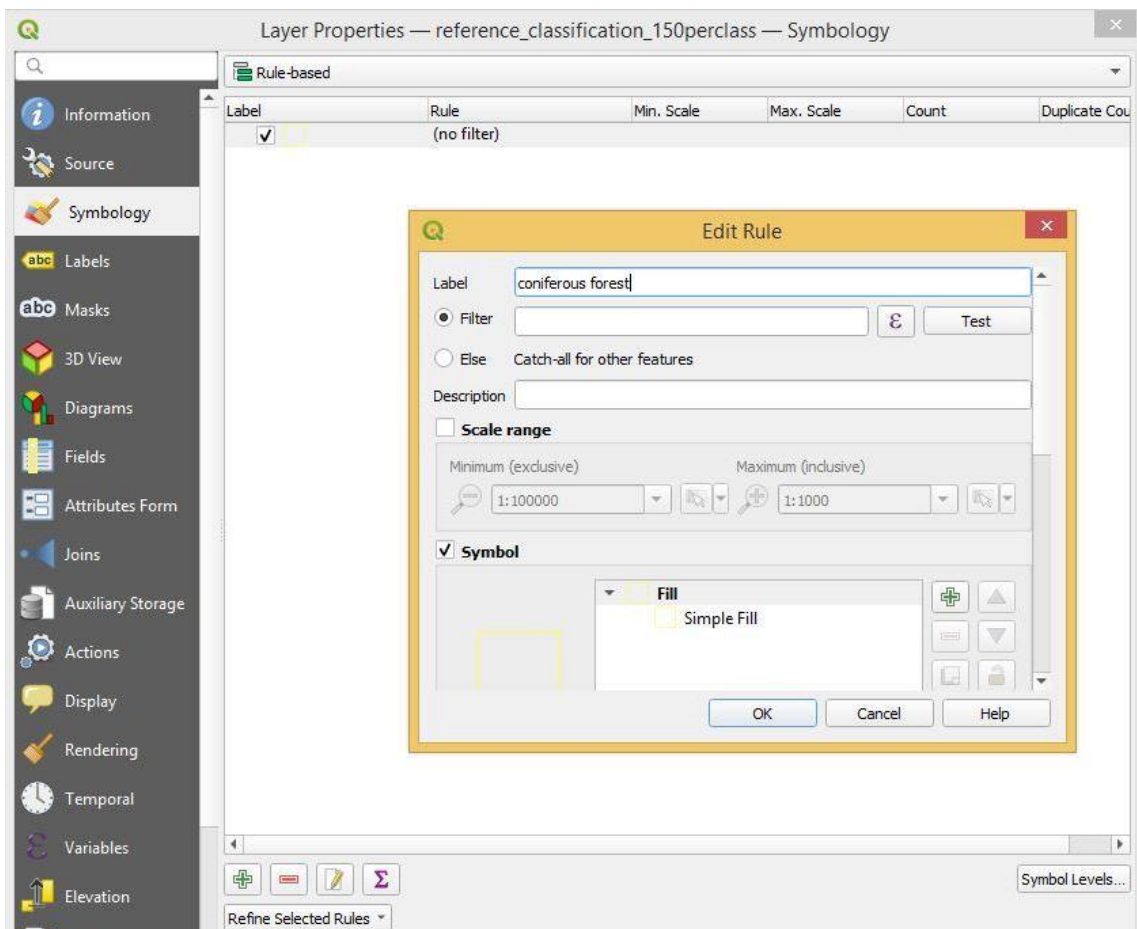 Layer Properties — reference_classification_150perclass — Symbology
Rule-based
Information
Source
Symbology
abc Labels
abc Masks
3D View
Diagrams
Fields
Attributes Form
Joins
Auxiliary Storage
Actions
Display
Rendering
Temporal
Variables
Elevation
Label Rule Min. Scale Max. Scale Count Duplicate Cou
(no filter)
Edit Rule
Label coniferous forest
Filter ε Test
Else Catch-all for other features
Description
Scale range
Minimum (exclusive) Maximum (inclusive)
1:100000 1:1000
Symbol
Fill
Simple Fill
OK Cancel Help
Σ Symbol Levels...
Refine Selected Rules